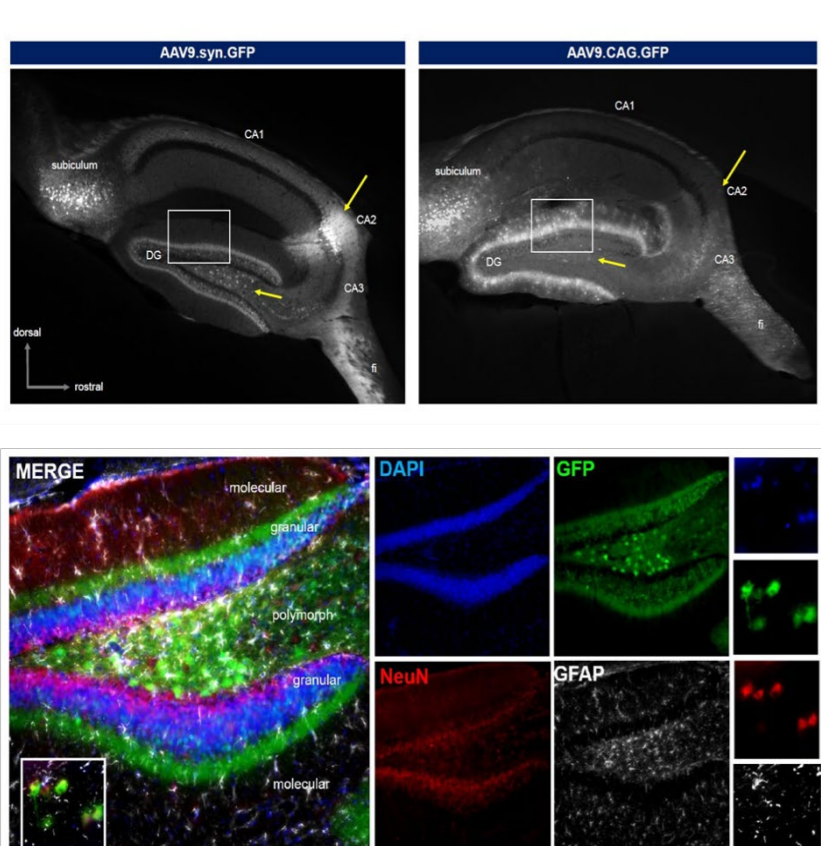 AAV9.syn.GFP
CA1
subiculum
CA2
DG
CA3
dorsal
fi
rostral
AAV9.CAG.GFP
CA1
subiculum
CA2
CA3
DG
fi
MERGE
molecular
granular
polymorph
granular
molecular
DAPI
GFP
NeuN
GFAP